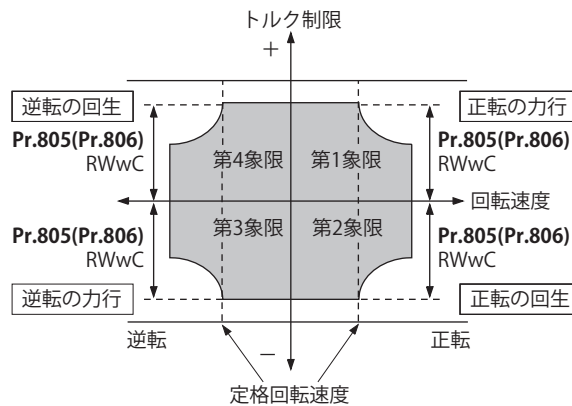 トルク制限
＋
逆転の回生
正転の力行
Pr.805(Pr.806)
RWwC
Pr.805(Pr.806)
RWwC
第4象限
第1象限
回転速度
第3象限
第2象限
Pr.805(Pr.806)
RWwC
Pr.805(Pr.806)
RWwC
逆転の力行
正転の回生
逆転
－
正転
定格回転速度